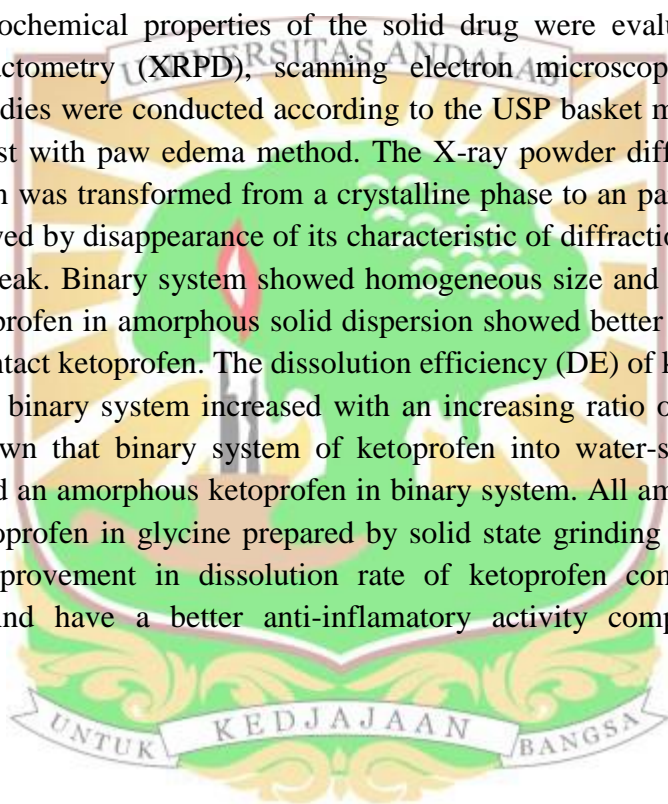 ochemical properties of the solid drug were evalu
actometry (XRPD), scanning electron microscop
UNIVERSITAS ANDALAS
dies were conducted according to the USP basket m
st with paw edema method. The X-ray powder diff
n was transformed from a crystalline phase to an pa
ved by disappearance of its characteristic of diffractio
eak. Binary system showed homogeneous size and
profen in amorphous solid dispersion showed better
ntact ketoprofen. The dissolution efficiency (DE) of k
binary system increased with an increasing ratio o
wn that binary system of ketoprofen into water-s
d an amorphous ketoprofen in binary system. All am
oprofen in glycine prepared by solid state grinding
provement in dissolution rate of ketoprofen con
and have a better anti-inflamatory activity comp
UNTUK KEDJAJAAN BANGSA